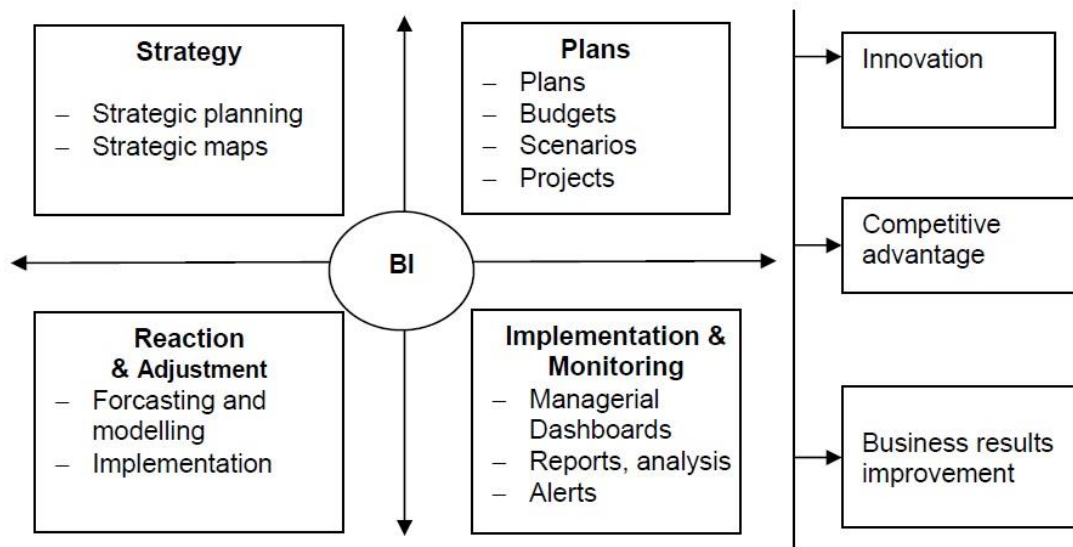 Strategy
– Strategic planning
– Strategic maps
Plans
– Plans
– Budgets
– Scenarios
– Projects
BI
Reaction
& Adjustment
– Forcasting and
modelling
– Implementation
Implementation &
Monitoring
– Managerial
Dashboards
– Reports, analysis
– Alerts
Innovation
Competitive
advantage
Business results
improvement